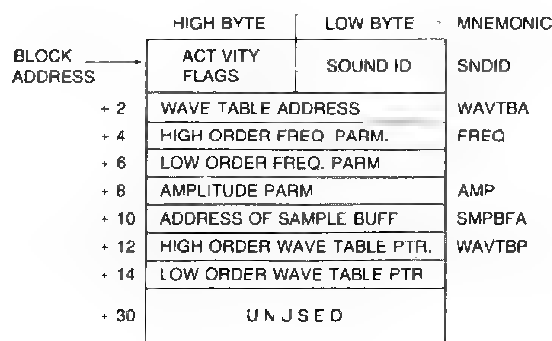 HIGH BYTE LOW BYTE MNEMONIC
BLOCK ADDRESS ACT VITY FLAGS SOUND ID SNDID
+ 2 WAVE TABLE ADDRESS WAVTBA
+ 4 HIGH ORDER FREQ PARM. FREQ
+ 6 LOW ORDER FREQ. PARM
+ 8 AMPLITUDE PARM AMP
+ 10 ADDRESS OF SAMPLE BUFF SMPBFA
+ 12 HIGH ORDER WAVE TABLE PTR. WAVTBP
+ 14 LOW ORDER WAVE TABLE PTR
+ 30 UNUSED